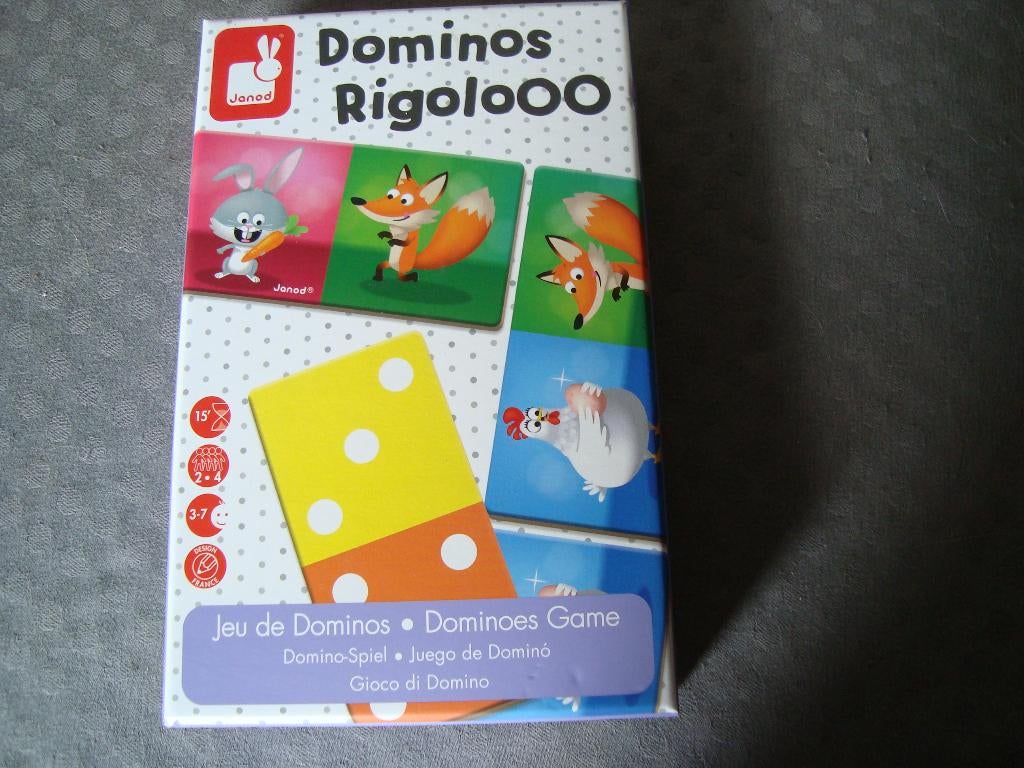 Janod
Dominos
RigoloOO
Janod®
15'
2•4
3-7
DESIGN
FRANCE
Jeu de Dominos • Dominoes Game
Domino-Spiel • Juego de Dominó
Gioco di Domino